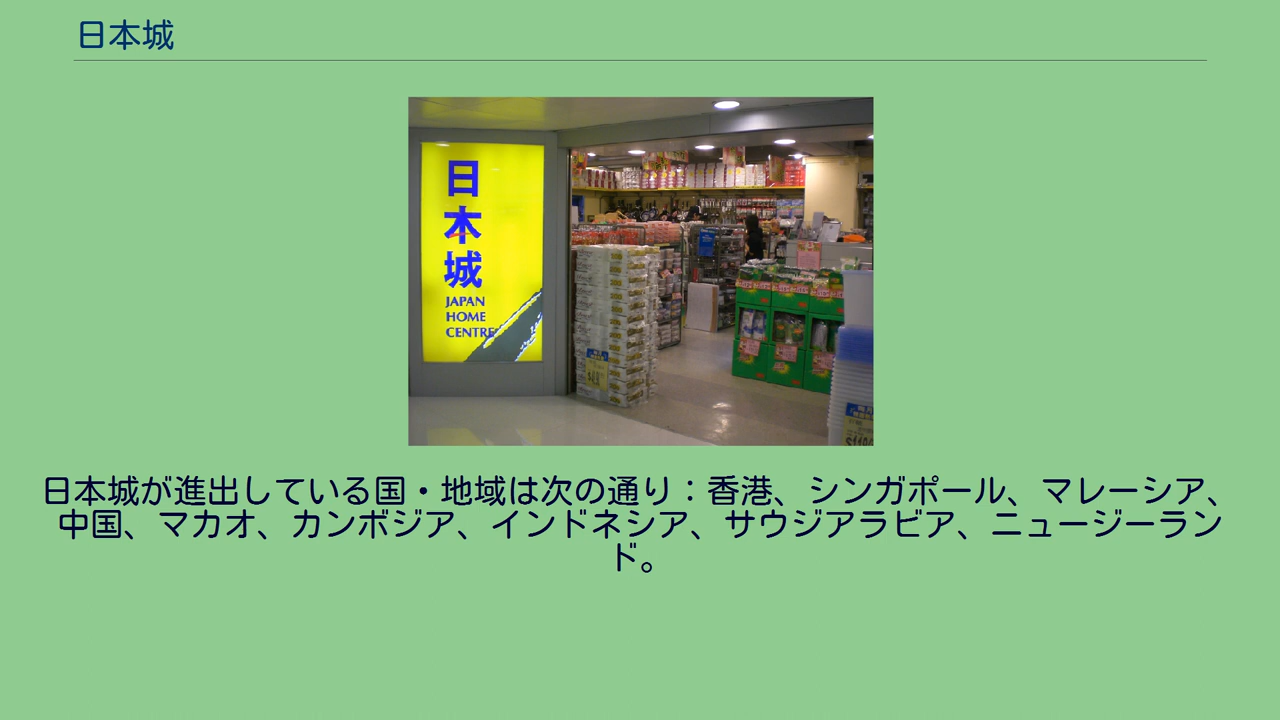 日本城
日
本
城
JAPAN
HOME
CENTRE
日本城が進出している国・地域は次の通り：香港、シンガポール、マレーシア、
中国、マカオ、カンボジア、インドネシア、サウジアラビア、ニュージーラン
ド。